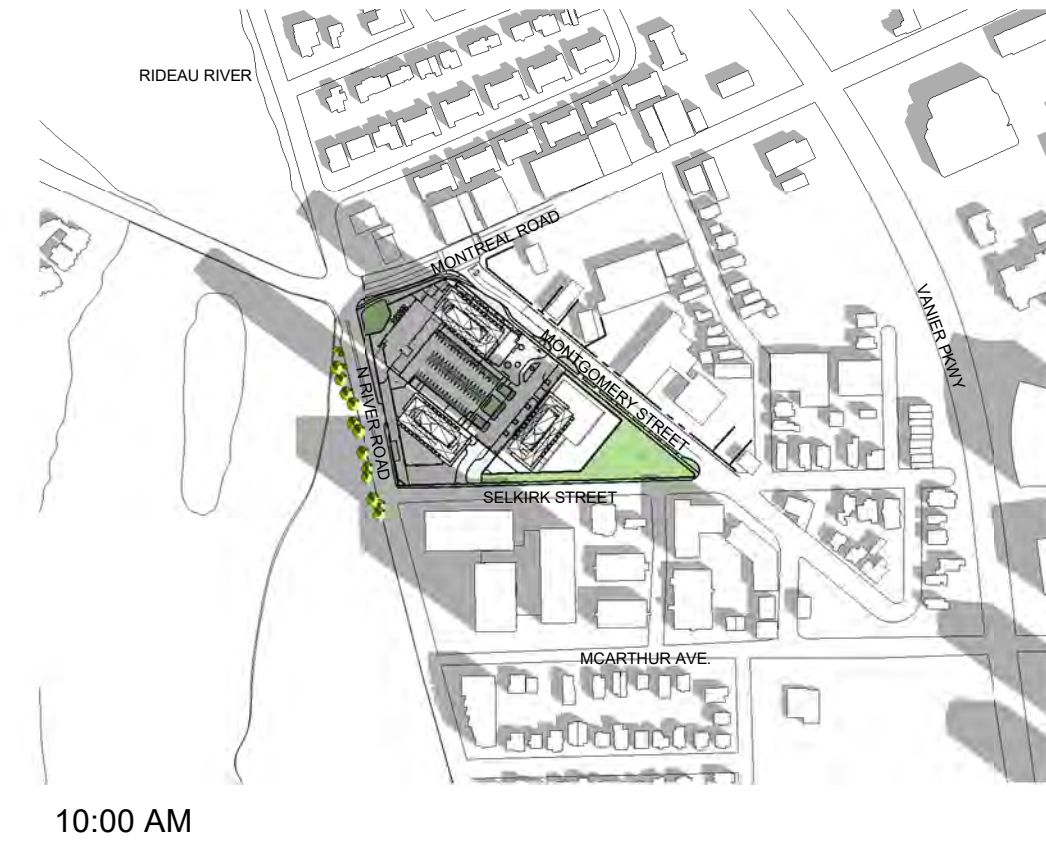 RIDEAU RIVER
MONTREAL ROAD
VANIER PKWY
MONTGOMERY STREET
N RIVER ROAD
SELKIRK STREET
MCARTHUR AVE.
10:00 AM